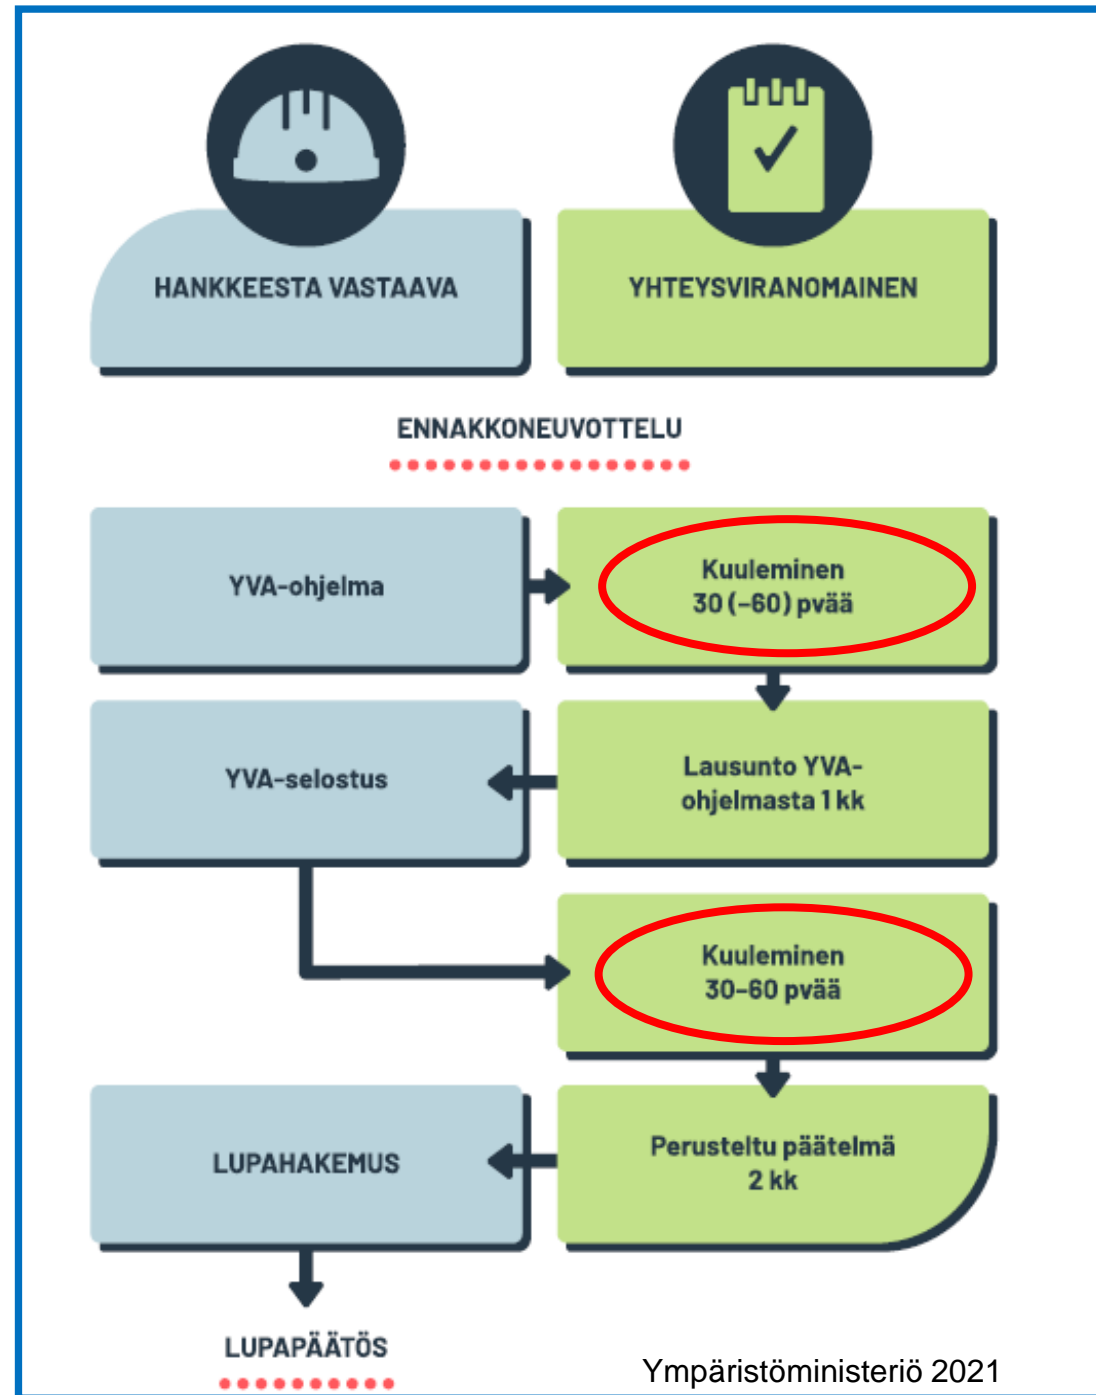 HANKKEESTA VASTAAVA
YHTEYSVIRANOMAINEN
ENNAKKONEUVOTTELU
YVA-ohjelma
Kuuleminen
30 (-60) pvää
YVA-selostus
Lausunto YVA-
ohjelmasta 1 kk
Kuuleminen
30-60 pvää
LUPAHAKEMUS
Perusteltu päätelmä
2 kk
LUPAPÄÄTÖS
Ympäristöministeriö 2021